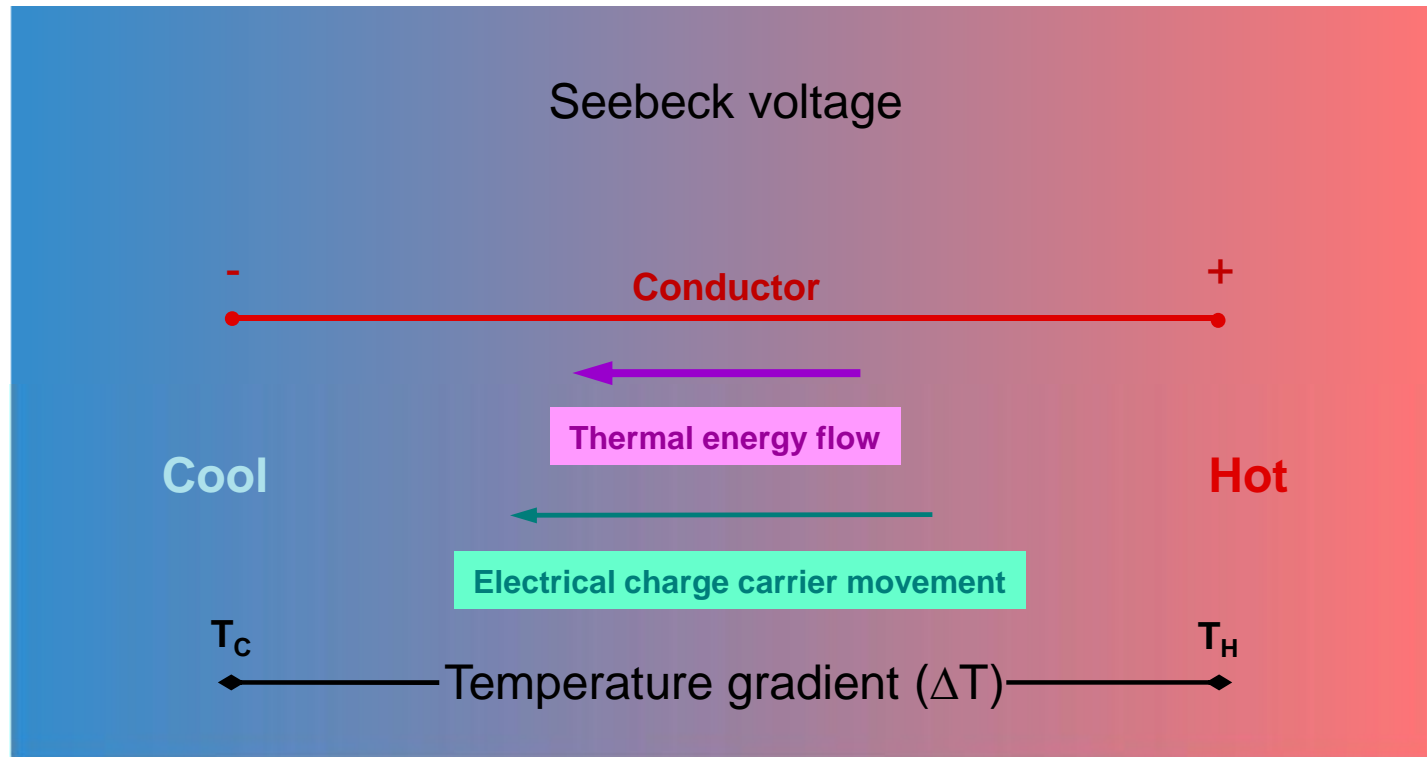 Seebeck voltage
- +
Conductor
Thermal energy flow
Cool Hot
Electrical charge carrier movement
TC TH
Temperature gradient (ΔT)